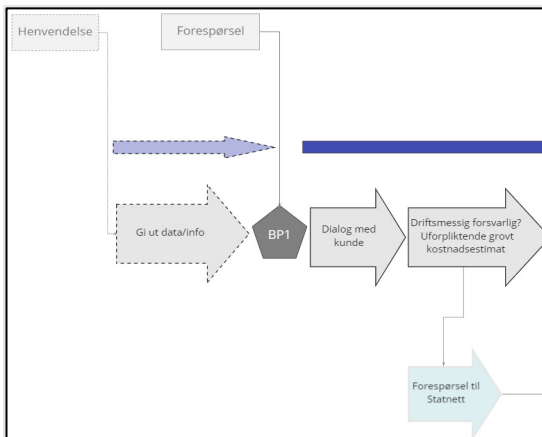 Henvendelse
Forespørsel
Gi ut data/info
BP1
Dialog med
kunde
Driftsmessig forsvarlig?
Uforpliktende grovt
kostnadsestimat
Forespørsel til
Statnett